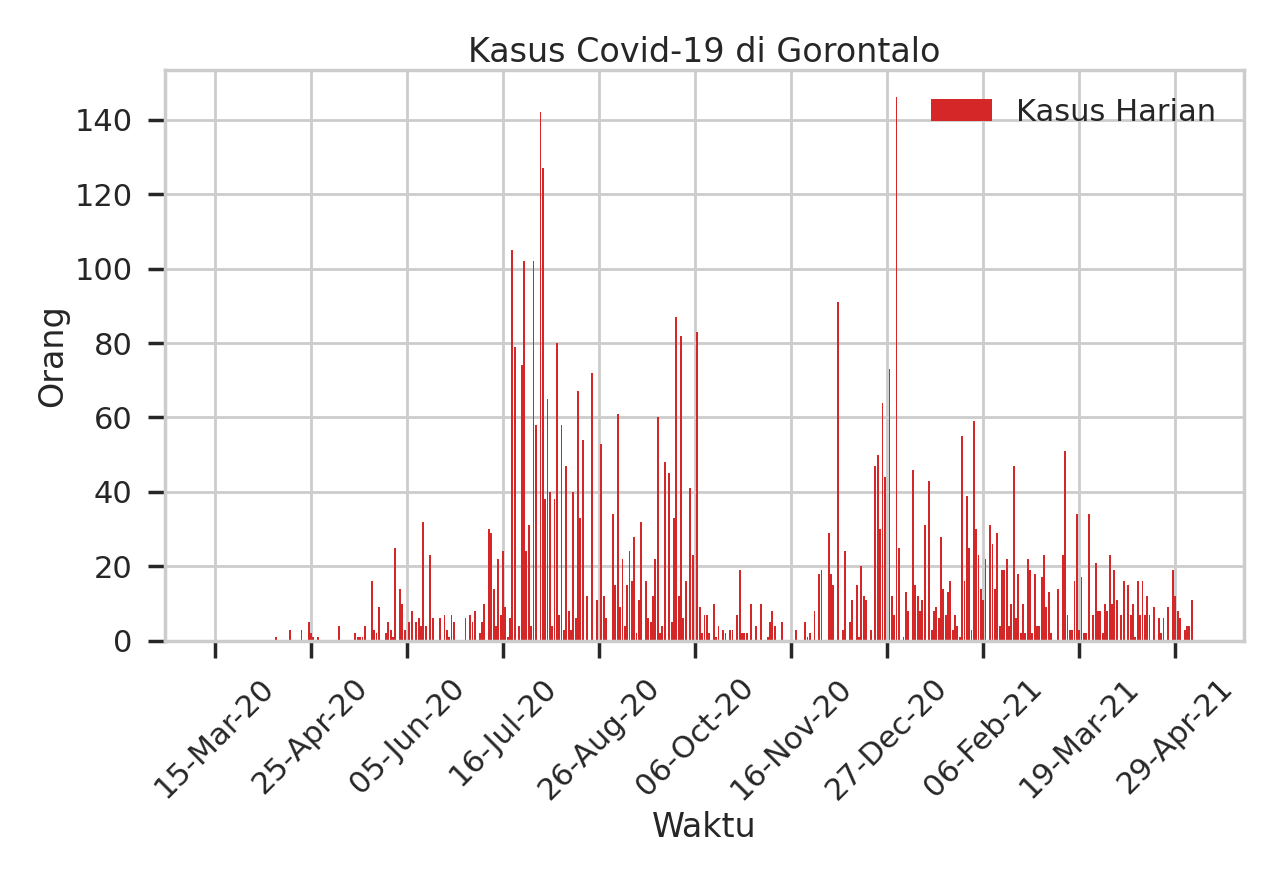 Kasus Covid-19 di Gorontalo
Kasus Harian
140
120
100
80
60
40
20
0
Orang
15-Mar-20
25-Apr-20
05-Jun-20
16-Jul-20
26-Aug-20
06-Oct-20
16-Nov-20
27-Dec-20
06-Feb-21
19-Mar-21
29-Apr-21
Waktu